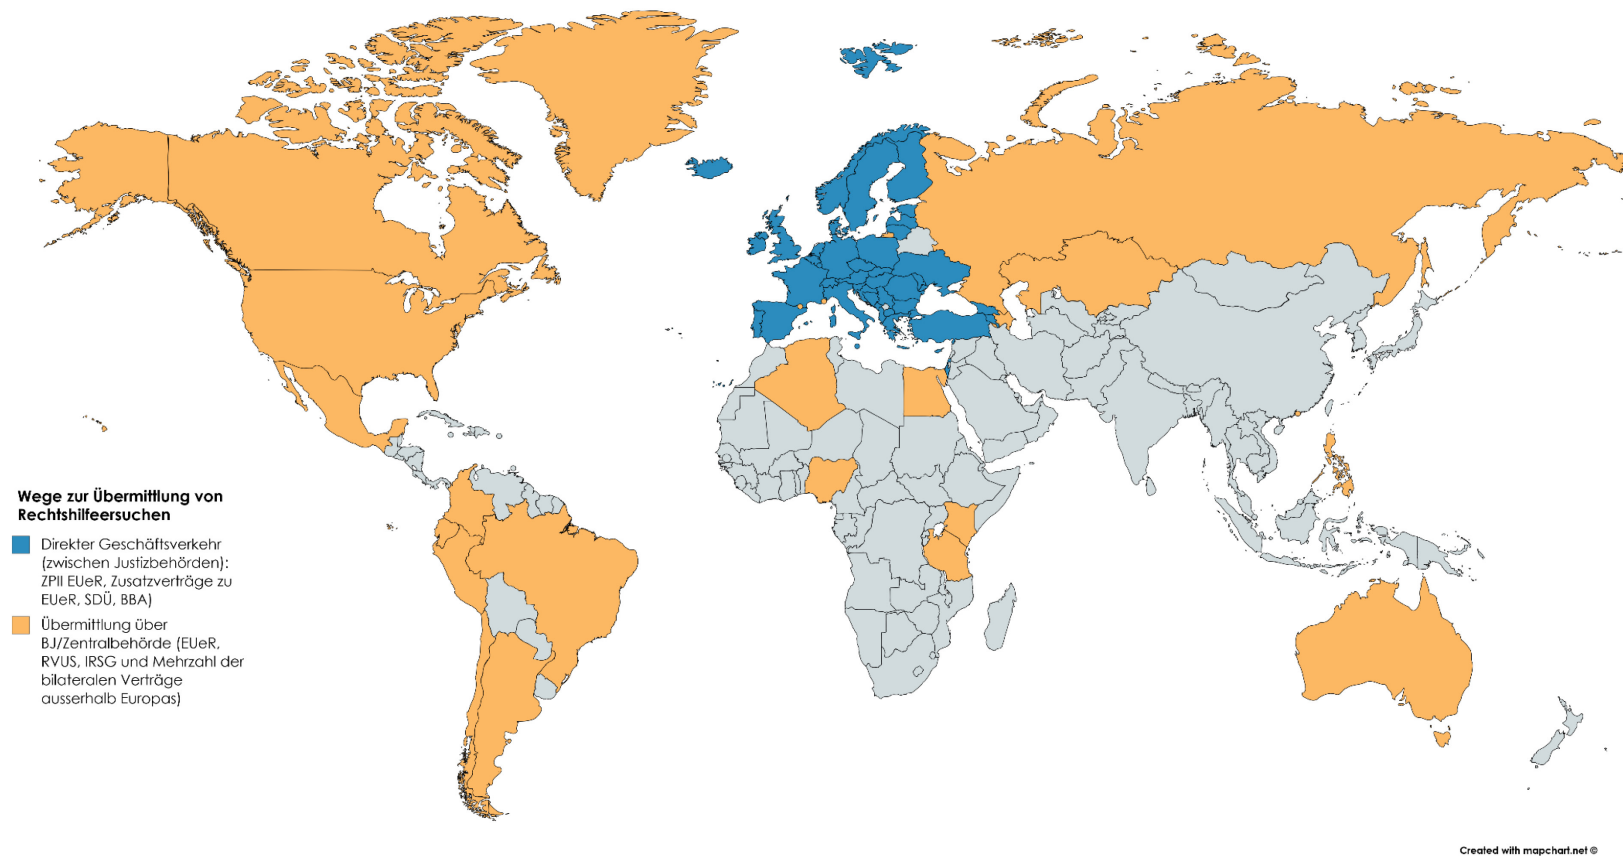 Wege zur Übermittlung von
Rechtshilfeersuchen
Direkter Geschäftsverkehr
(zwischen Justizbehörden):
ZPII EUeR, Zusatzverträge zu
EUeR, SDÜ, BBA)
Übermittlung über
BJ/Zentralbehörde (EUeR,
RVUS, IRSG und Mehrzahl der
bilateralen Verträge
ausserhalb Europas)
Created with mapchart.net ©